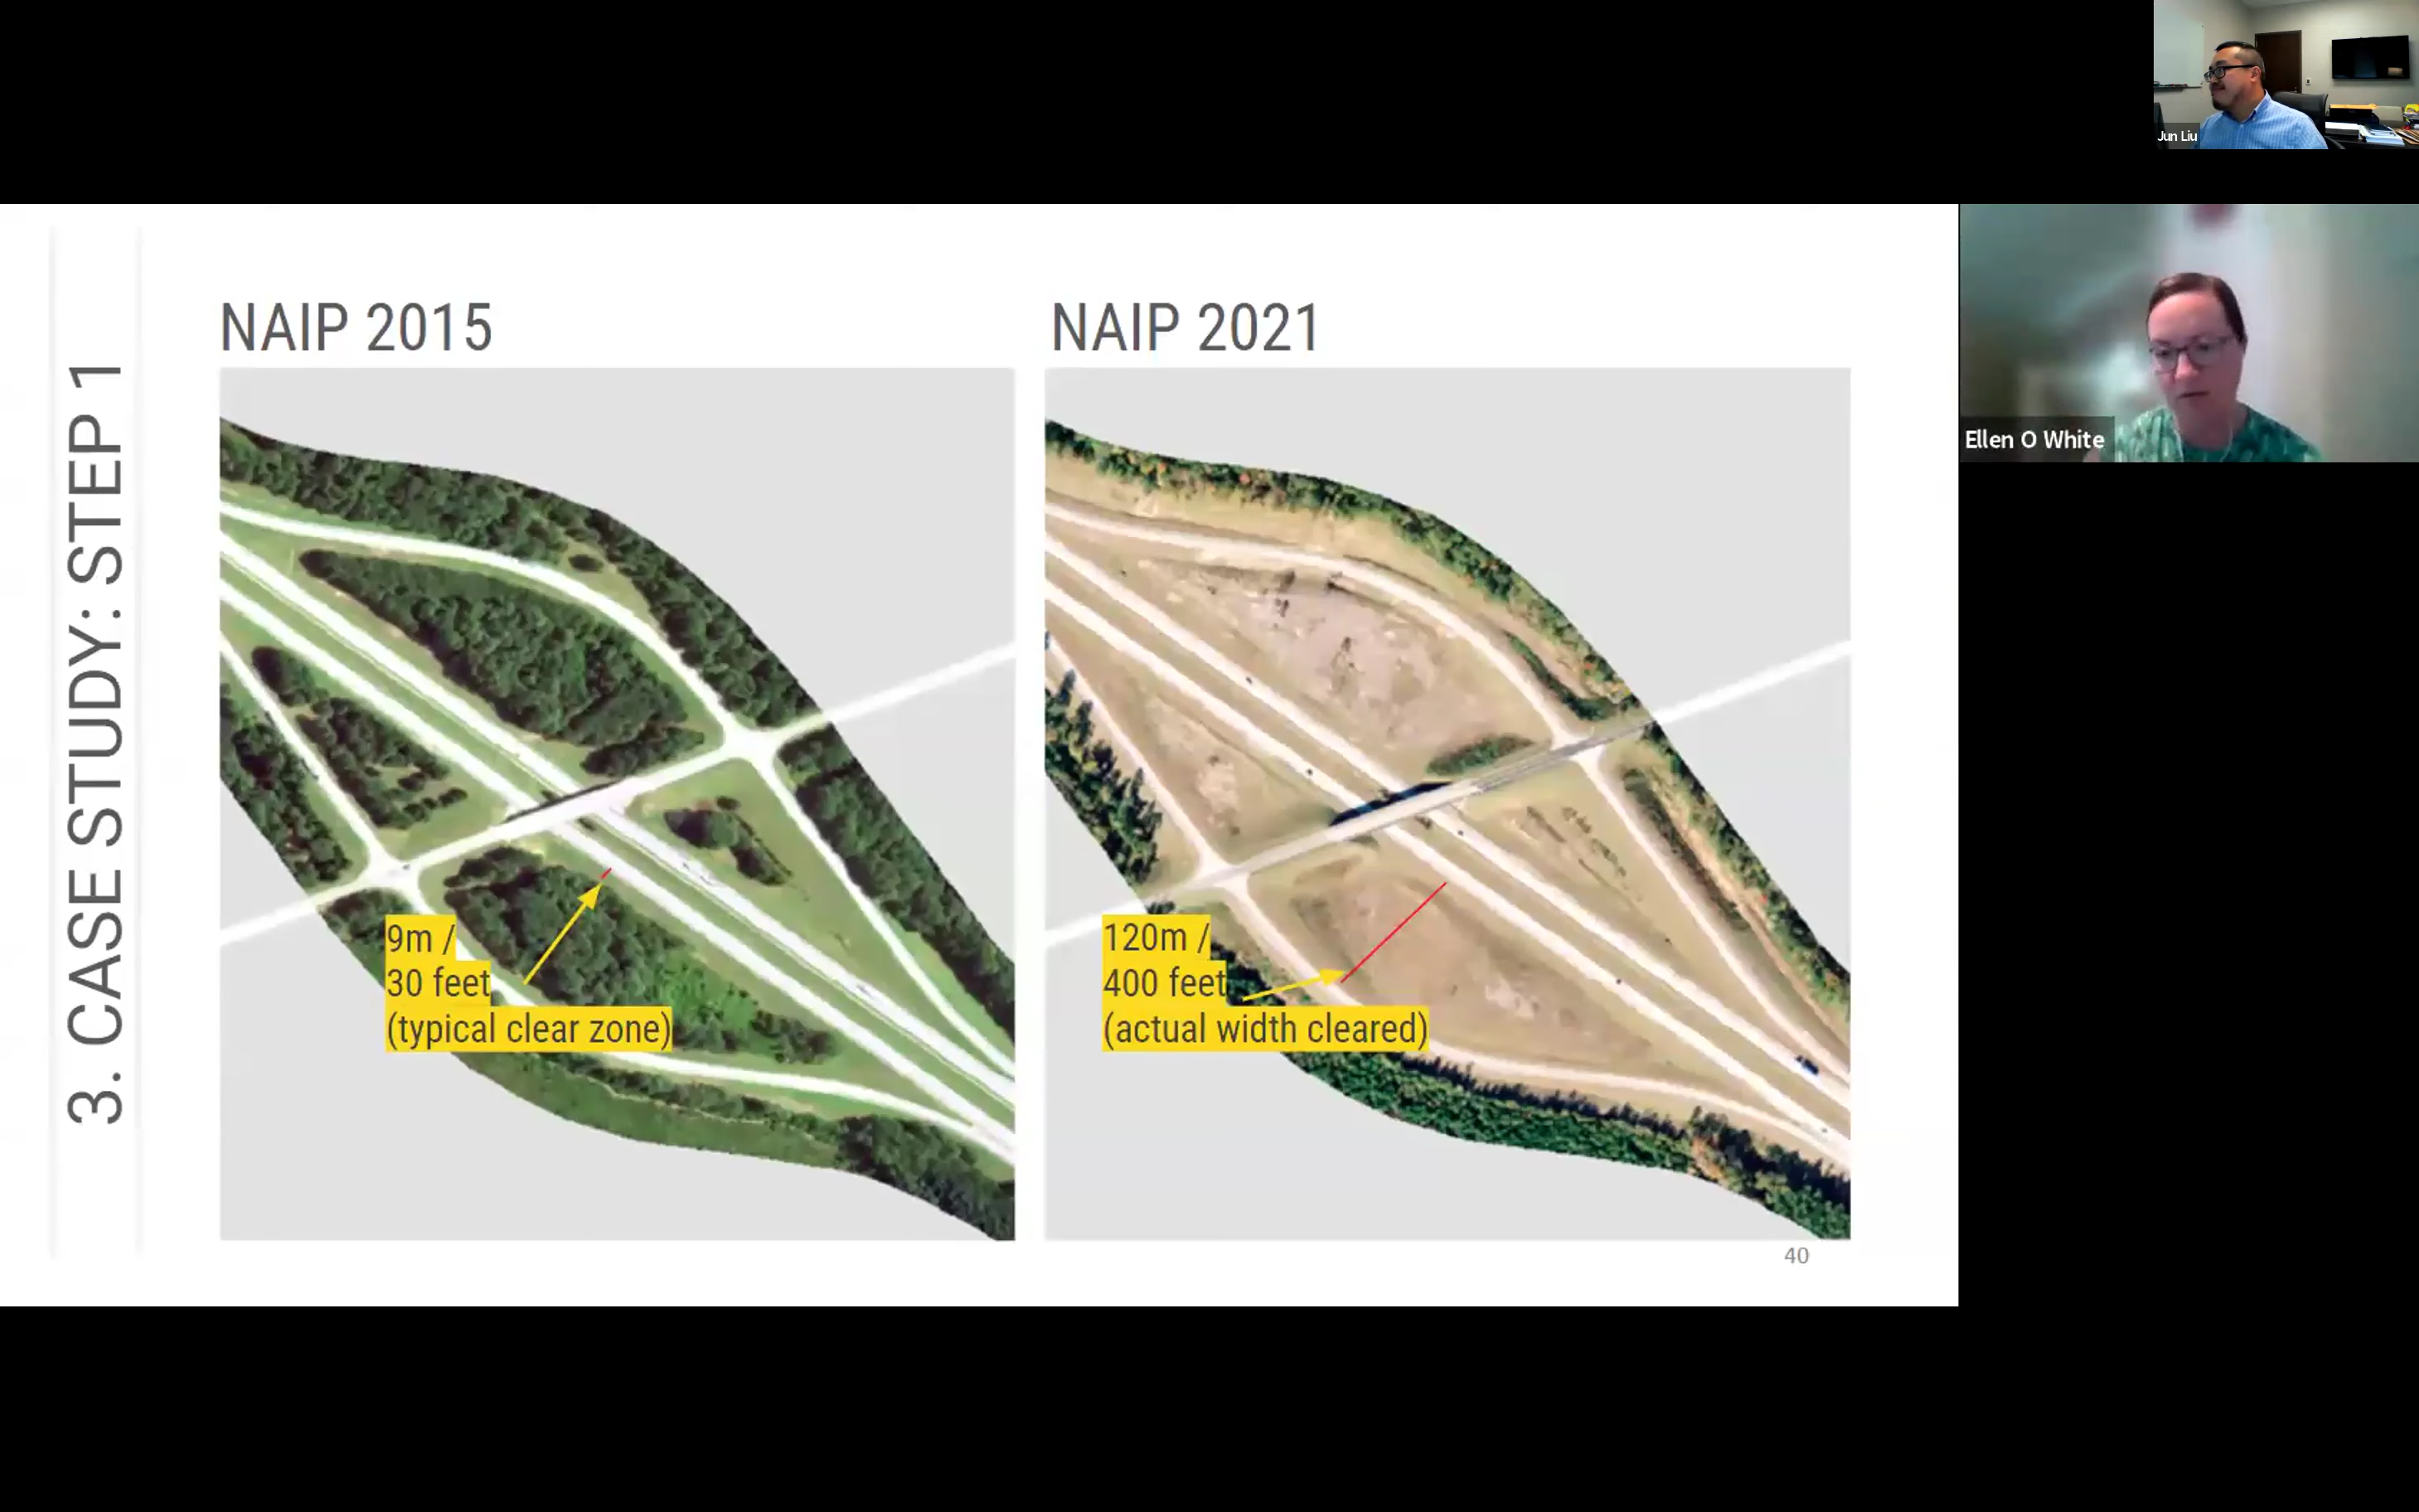 Jun Liu
Ellen O White
3. CASE STUDY: STEP 1
NAIP 2015
NAIP 2021
9m /
30 feet
(typical clear zone)
120m /
400 feet
(actual width cleared)
40